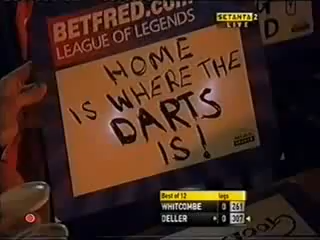 BETFRED.com
LEAGUE OF LEGENDS
SETANTA 2
LIVE
HOME
IS WHERE THE
DARTS
IS!
Best of 12 legs
WHITCOMBE 0 261
DELLER 0 307